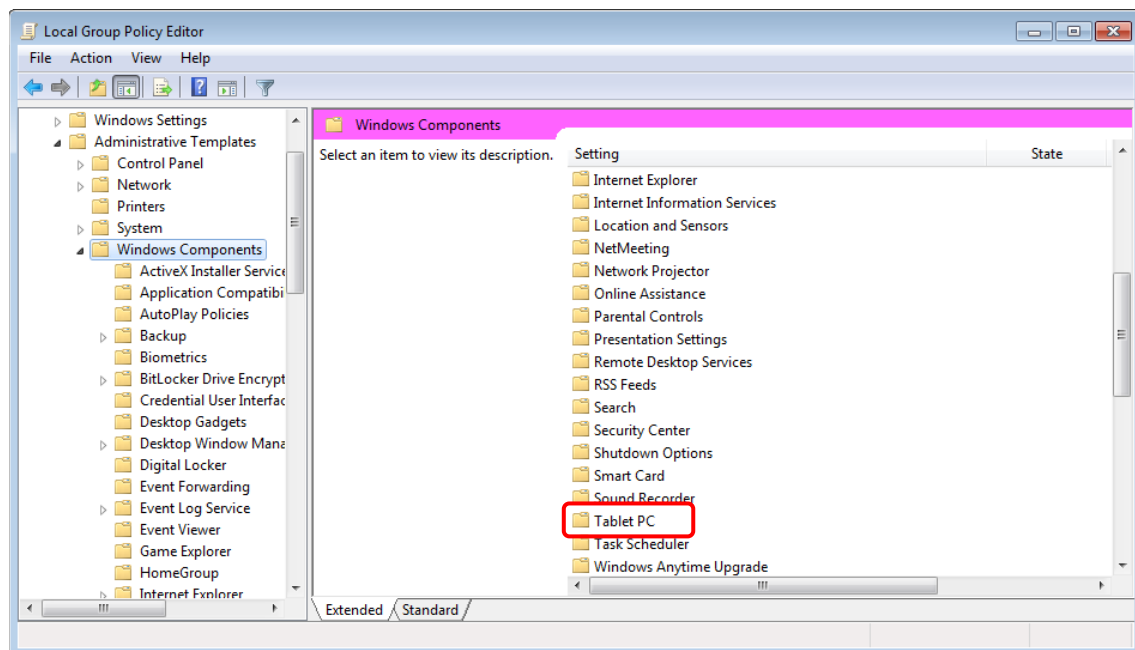 Local Group Policy Editor
File Action View Help
Windows Settings
Administrative Templates
Control Panel
Network
Printers
System
Windows Components
ActiveX Installer Service
Application Compatibi
AutoPlay Policies
Backup
Biometrics
BitLocker Drive Encrypt
Credential User Interfac
Desktop Gadgets
Desktop Window Mana
Digital Locker
Event Forwarding
Event Log Service
Event Viewer
Game Explorer
HomeGroup
Internet Explorer
Windows Components
Select an item to view its description.
Setting State
Internet Explorer
Internet Information Services
Location and Sensors
NetMeeting
Network Projector
Online Assistance
Parental Controls
Presentation Settings
Remote Desktop Services
RSS Feeds
Search
Security Center
Shutdown Options
Smart Card
Sound Recorder
Tablet PC
Task Scheduler
Windows Anytime Upgrade
Extended Standard